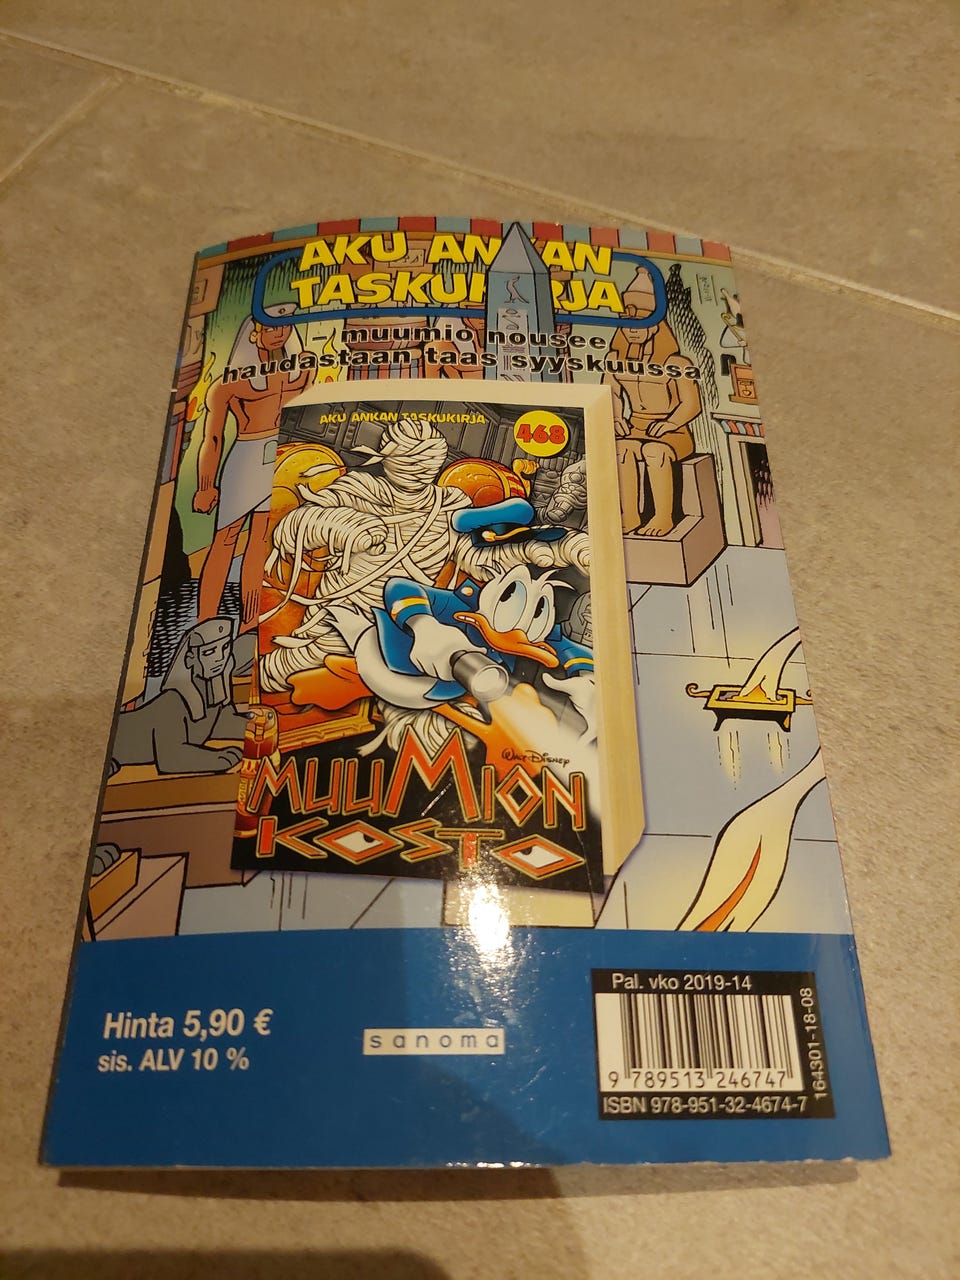 AKU ANKAN
TASKUKIRJA
– muumio nousee
haudastaan taas syyskuussa
AKU ANKAN TASKUKIRJA
468
WALT DISNEY
MUUMION
KOSTO
Hinta 5,90 €
sis. ALV 10 %
sanoma
Pal. vko 2019-14
9 789513 246747
ISBN 978-951-32-4674-7
164301-18-08